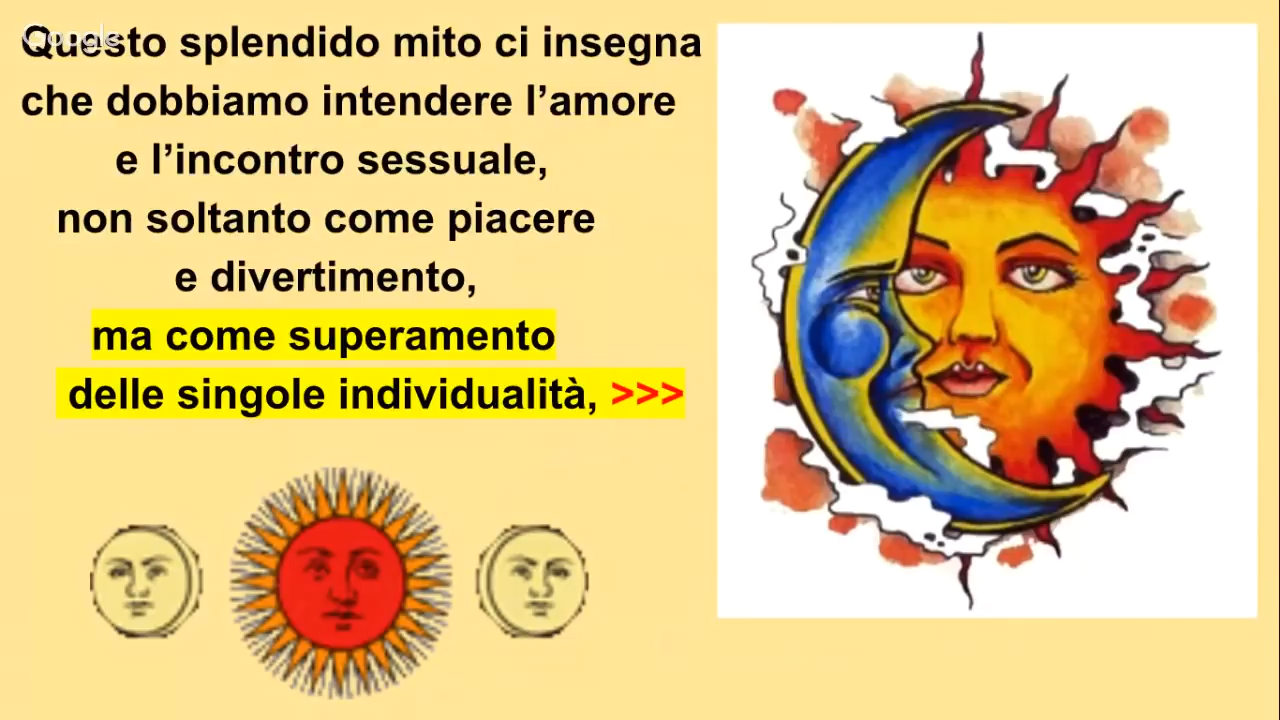 Google
Questo splendido mito ci insegna
che dobbiamo intendere l’amore
e l’incontro sessuale,
non soltanto come piacere
e divertimento,
ma come superamento
delle singole individualità, >>>